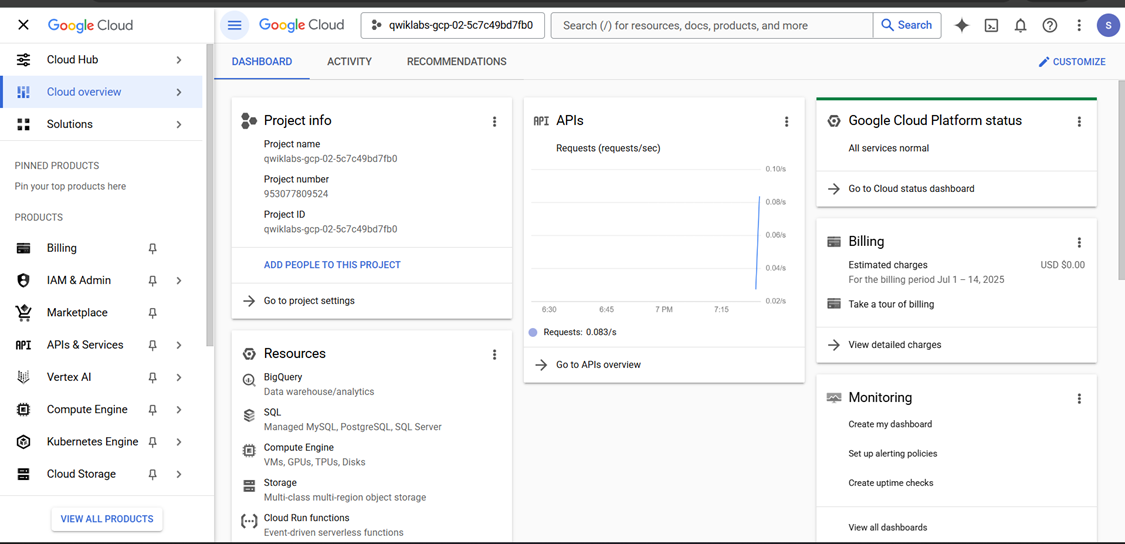 Google Cloud
Cloud Hub
Cloud overview
Solutions
PINNED PRODUCTS
Pin your top products here
PRODUCTS
Billing
IAM & Admin
Marketplace
API APIs & Services
Vertex AI
Compute Engine
Kubernetes Engine
Cloud Storage
VIEW ALL PRODUCTS
Google Cloud
qwiklabs-gcp-02-5c7c49bd7fb0
Search (/) for resources, docs, products, and more
Search
S
DASHBOARD
ACTIVITY
RECOMMENDATIONS
CUSTOMIZE
Project info
Project name
qwiklabs-gcp-02-5c7c49bd7fb0
Project number
953077809524
Project ID
qwiklabs-gcp-02-5c7c49bd7fb0
ADD PEOPLE TO THIS PROJECT
Go to project settings
Resources
BigQuery
Data warehouse/analytics
SQL
Managed MySQL, PostgreSQL, SQL Server
Compute Engine
VMs, GPUs, TPUs, Disks
Storage
Multi-class multi-region object storage
Cloud Run functions
Event-driven serverless functions
API APIs
Requests (requests/sec)
0.10/s
0.08/s
0.06/s
0.04/s
0.02/s
6:30 6:45 7 PM 7:15
Requests: 0.083/s
Go to APIs overview
Google Cloud Platform status
All services normal
Go to Cloud status dashboard
Billing
Estimated charges USD $0.00
For the billing period Jul 1 – 14, 2025
Take a tour of billing
View detailed charges
Monitoring
Create my dashboard
Set up alerting policies
Create uptime checks
View all dashboards